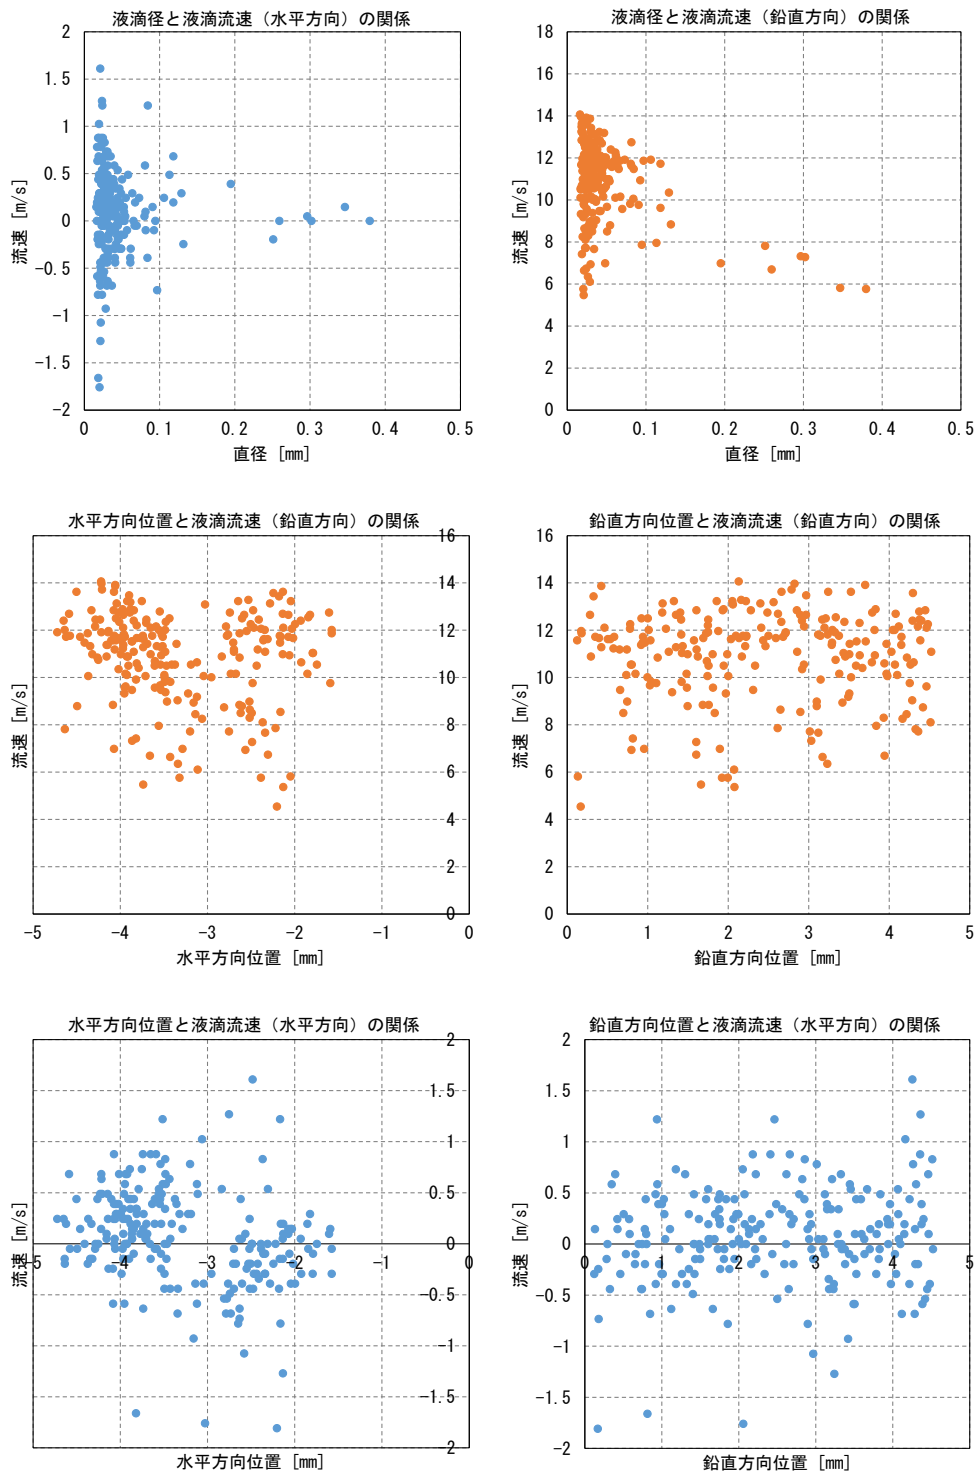 液滴径と液滴流速（水平方向）の関係
2
1.5
1
0.5
0
-0.5
-1
-1.5
-2
流速 [m/s]
0 0.1 0.2 0.3 0.4 0.5
直径 [mm]
液滴径と液滴流速（鉛直方向）の関係
18
16
14
12
10
8
6
4
2
0
流速 [m/s]
0 0.1 0.2 0.3 0.4 0.5
直径 [mm]
水平方向位置と液滴流速（鉛直方向）の関係
16
14
12
10
8
6
4
2
0
流速 [m/s]
-5 -4 -3 -2 -1 0
水平方向位置 [mm]
鉛直方向位置と液滴流速（鉛直方向）の関係
16
14
12
10
8
6
4
2
0
流速 [m/s]
0 1 2 3 4 5
鉛直方向位置 [mm]
水平方向位置と液滴流速（水平方向）の関係
2
1.5
1
0.5
0
-0.5
-1
-1.5
-2
流速 [m/s]
-5 -4 -3 -2 -1 0
水平方向位置 [mm]
鉛直方向位置と液滴流速（水平方向）の関係
2
1.5
1
0.5
0
-0.5
-1
-1.5
-2
流速 [m/s]
0 1 2 3 4 5
鉛直方向位置 [mm]